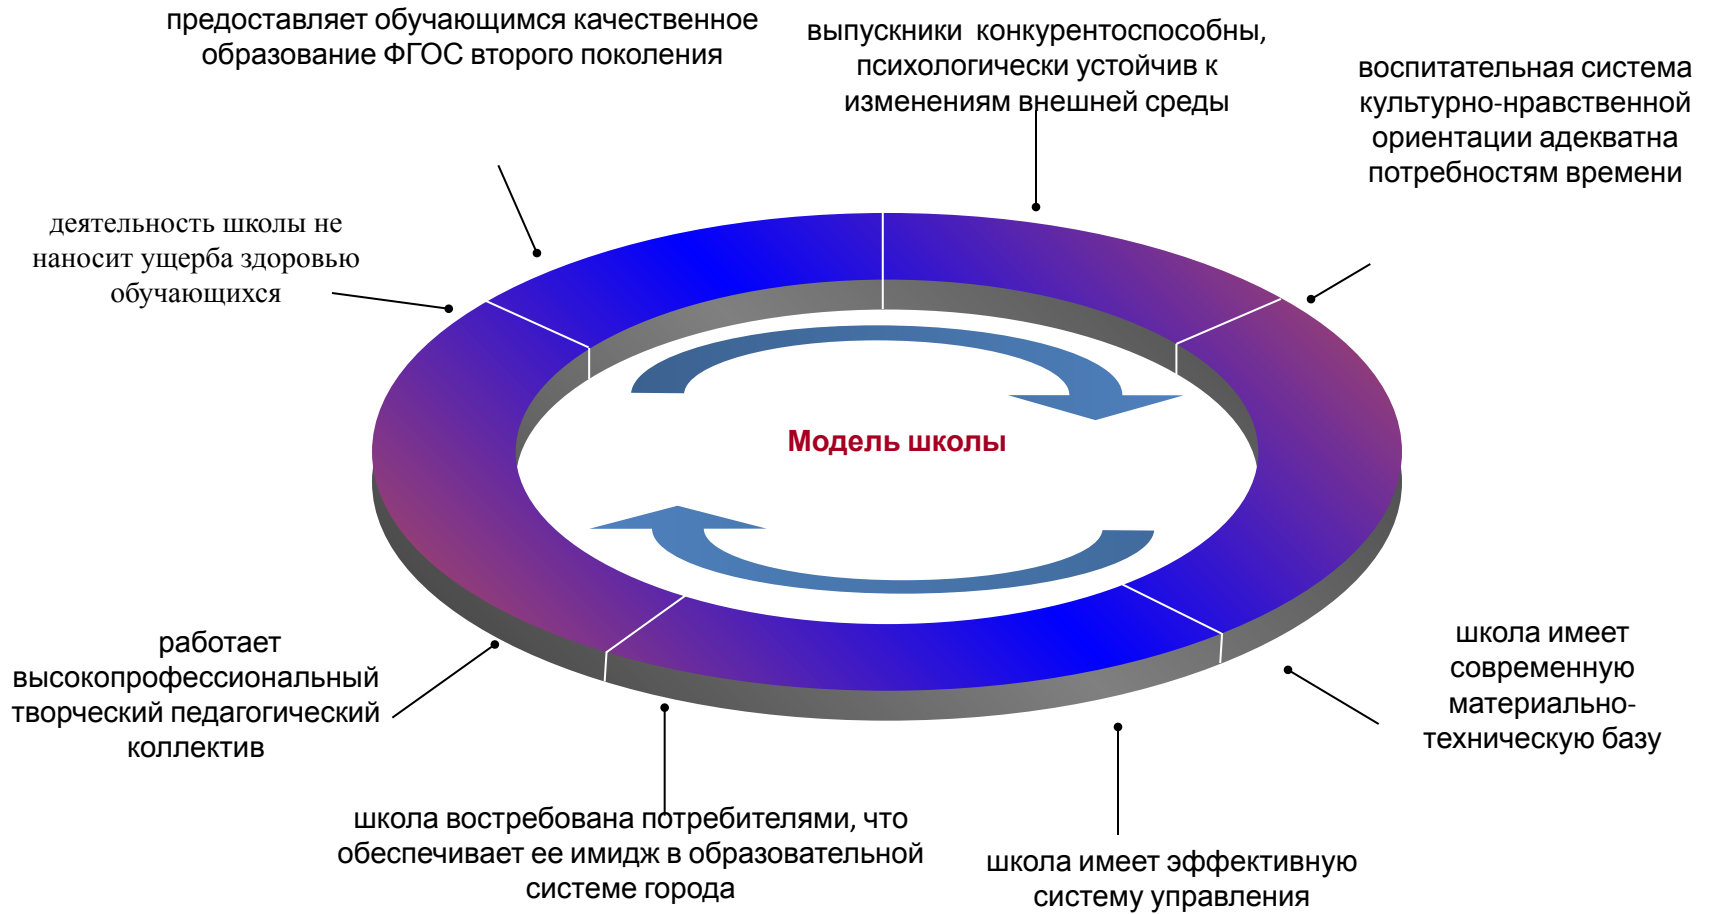 предоставляет обучающимся качественное
образование ФГОС второго поколения
выпускники конкурентоспособны,
психологически устойчив к
изменениям внешней среды
воспитательная система
культурно-нравственной
ориентации адекватна
потребностям времени
деятельность школы не
наносит ущерба здоровью
обучающихся
Модель школы
работает
высокопрофессиональный
творческий педагогический
коллектив
школа имеет
современную
материально-
техническую базу
школа востребована потребителями, что
обеспечивает ее имидж в образовательной
системе города
школа имеет эффективную
систему управления